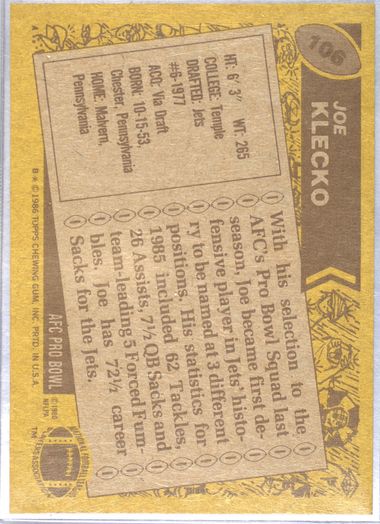 106
JOE
KLECKO
HT: 6' 3" WT: 265
COLLEGE: Temple
DRAFTED: Jets
#6-1977
ACQ: Via Draft
BORN: 10-15-53,
Chester, Pennsylvania
HOME: Malvern,
Pennsylvania
With his selection to the
AFC's Pro Bowl Squad last
season, Joe became first de-
fensive player in Jets' histo-
ry to be named at 3 different
positions. His statistics for
1985 included 62 Tackles,
26 Assists, 7½ QB Sacks and
team-leading 5 Forced Fum-
bles. Joe has 72¼ career
Sacks for the Jets.
AFC PRO BOWL
© 1985
NFLPA
TM
A
B * © 1986 TOPPS CHEWING GUM, INC. PRTD. IN U.S.A.